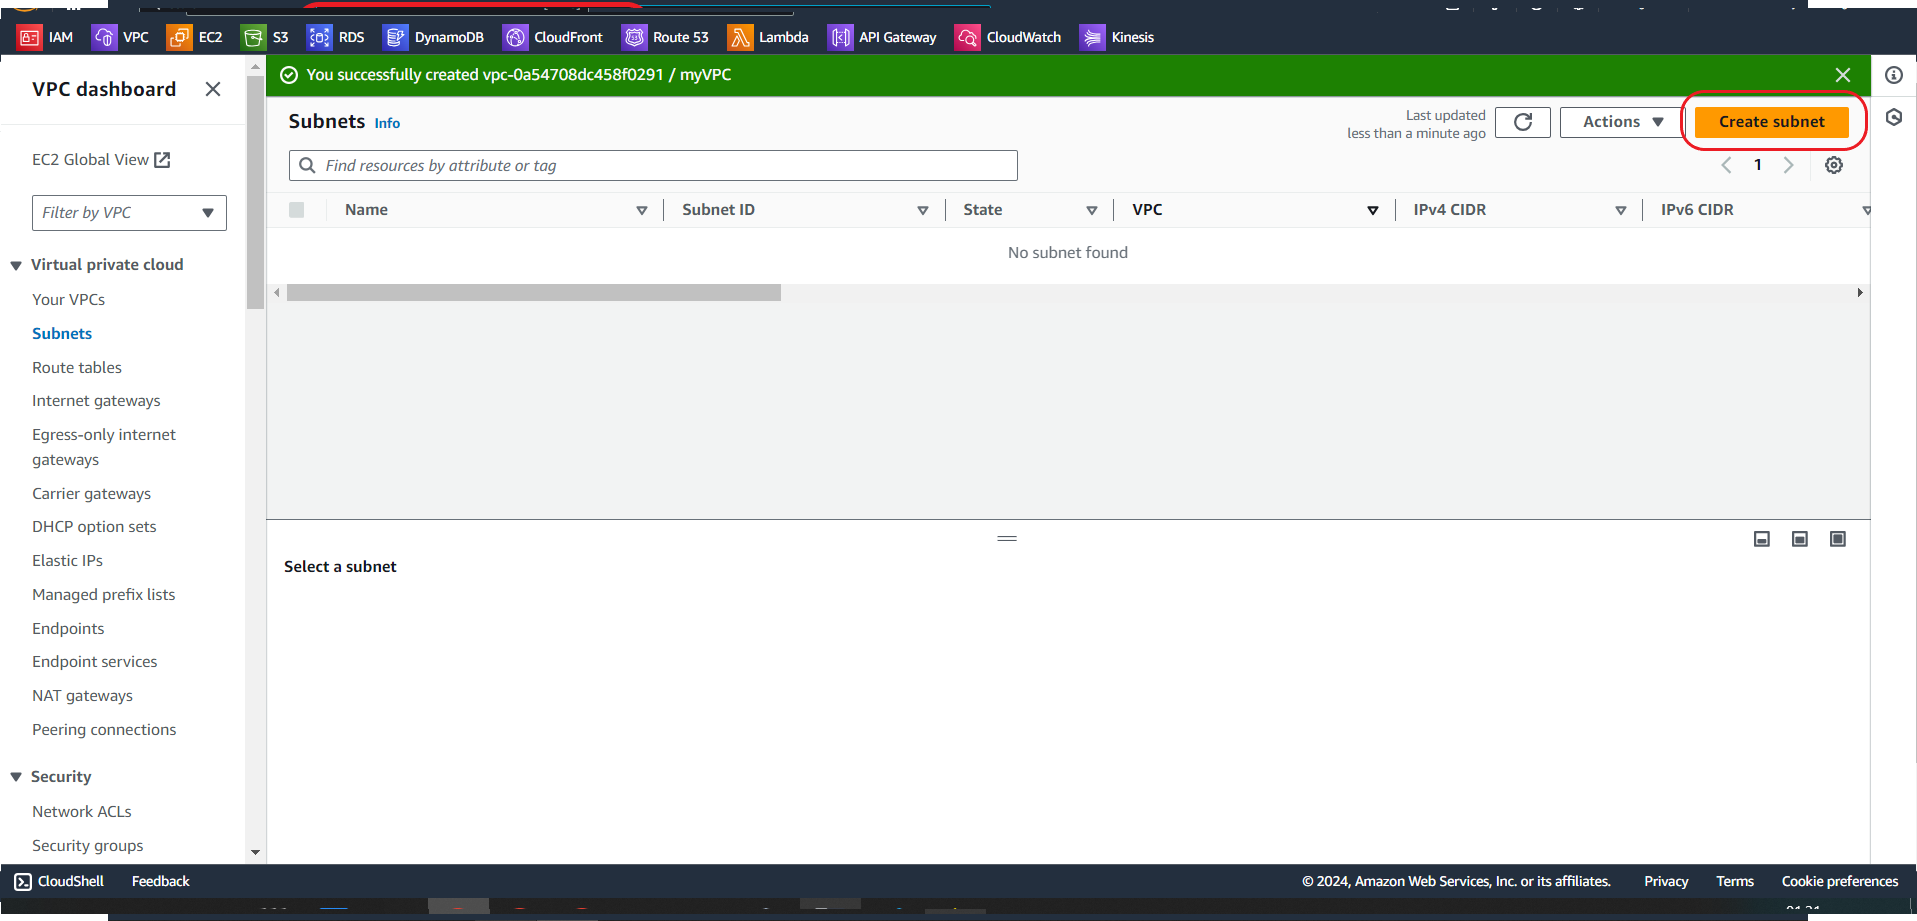 IAM VPC EC2 S3 RDS DynamoDB CloudFront Route 53 Lambda API Gateway CloudWatch Kinesis
VPC dashboard
EC2 Global View
Filter by VPC
Virtual private cloud
Your VPCs
Subnets
Route tables
Internet gateways
Egress-only internet
gateways
Carrier gateways
DHCP option sets
Elastic IPs
Managed prefix lists
Endpoints
Endpoint services
NAT gateways
Peering connections
Security
Network ACLs
Security groups
You successfully created vpc-0a54708dc458f0291 / myVPC
Subnets Info
Last updated
less than a minute ago
Actions
Create subnet
Find resources by attribute or tag
1
Name Subnet ID State VPC IPv4 CIDR IPv6 CIDR
No subnet found
Select a subnet
CloudShell Feedback © 2024, Amazon Web Services, Inc. or its affiliates. Privacy Terms Cookie preferences